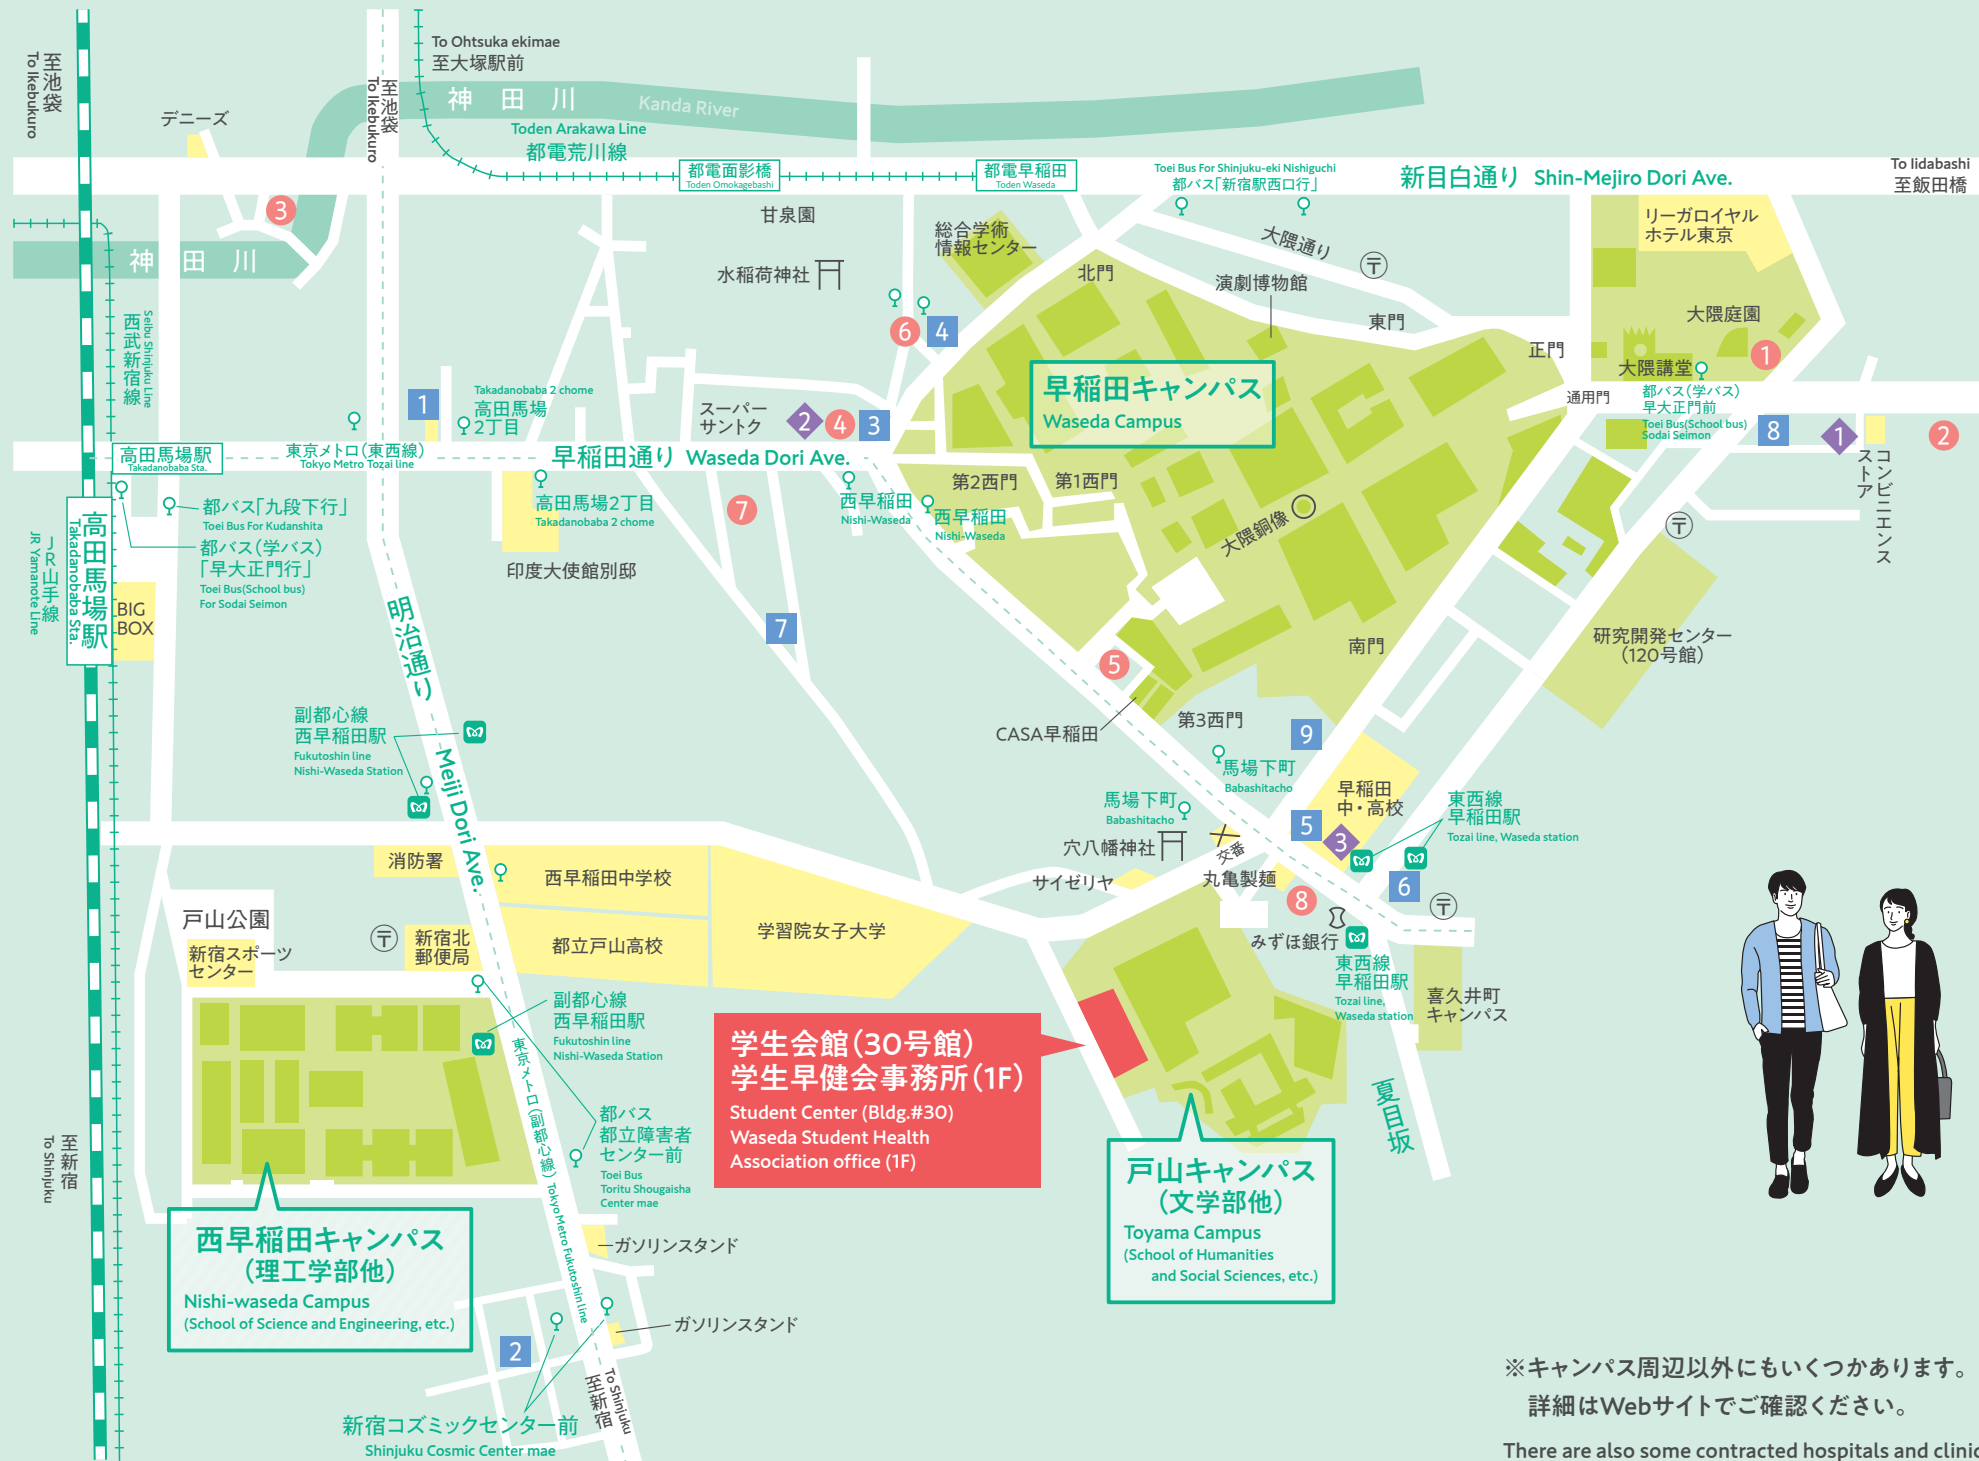 至池袋
To Ikebukuro
デニーズ
至池袋
To Ikebukuro
To Ohtsuka ekimae
至大塚駅前
神田川
Kanda River
Toden Arakawa Line
都電荒川線
都電面影橋
Toden Omokagebashi
都電早稲田
Toden Waseda
Toei Bus For Shinjuku-eki Nishiguchi
都バス「新宿駅西口行」
新目白通り Shin-Mejiro Dori Ave.
To Iidabashi
至飯田橋
3
神田川
甘泉園
水稲荷神社
総合学術
情報センター
北門
大隈通り
演劇博物館
東門
リーガロイヤル
ホテル東京
大隈庭園
正門
大隈講堂
1
通用門
都バス(学バス)
早大正門前
Toei Bus(School bus)
Sodai Seimon
8
1
2
コンビニエンス
ストア
西武新宿線
Seibu Shinjuku Line
6
4
早稲田キャンパス
Waseda Campus
1
Takadanobaba 2 chome
高田馬場
2丁目
スーパー
サントク
2
4
3
高田馬場駅
Takadanobaba Sta.
東京メトロ(東西線)
Tokyo Metro Tozai line
早稲田通り Waseda Dori Ave.
第2西門
第1西門
都バス「九段下行」
Toei Bus For Kudanshita
都バス(学バス)
「早大正門行」
Toei Bus(School bus)
For Sodai Seimon
高田馬場2丁目
Takadanobaba 2 chome
7
西早稲田
Nishi-Waseda
西早稲田
Nishi-Waseda
大隈銅像
印度大使館別邸
高田馬場駅
Takadanobaba Sta.
JR山手線
JR Yamanote Line
BIG
BOX
明治通り
Meiji Dori Ave.
7
5
南門
研究開発センター
(120号館)
副都心線
西早稲田駅
Fukutoshin line
Nishi-Waseda Station
CASA早稲田
第3西門
9
馬場下町
Babashitacho
馬場下町
Babashitacho
早稲田
中・高校
東西線
早稲田駅
Tozai line, Waseda station
5
3
穴八幡神社
交番
消防署
西早稲田中学校
サイゼリヤ
丸亀製麺
8
6
戸山公園
新宿スポーツ
センター
新宿北
郵便局
都立戸山高校
学習院女子大学
みずほ銀行
東西線
早稲田駅
Tozai line,
Waseda station
喜久井町
キャンパス
副都心線
西早稲田駅
Fukutoshin line
Nishi-Waseda Station
学生会館(30号館)
学生早健会事務所(1F)
Student Center (Bldg.#30)
Waseda Student Health
Association office (1F)
東京メトロ(副都心線) Tokyo Metro Fukutoshin line
都バス
都立障害者
センター前
Toei Bus
Toritu Shougaisha
Center mae
夏目坂
至新宿
To Shinjuku
戸山キャンパス
(文学部他)
Toyama Campus
(School of Humanities
and Social Sciences, etc.)
西早稲田キャンパス
(理工学部他)
Nishi-waseda Campus
(School of Science and Engineering, etc.)
ガソリンスタンド
ガソリンスタンド
2
To Shinjuku
至新宿
新宿コズミックセンター前
Shinjuku Cosmic Center mae
※キャンパス周辺以外にもいくつかあります。
詳細はWebサイトでご確認ください。
There are also some contracted hospitals and clinic